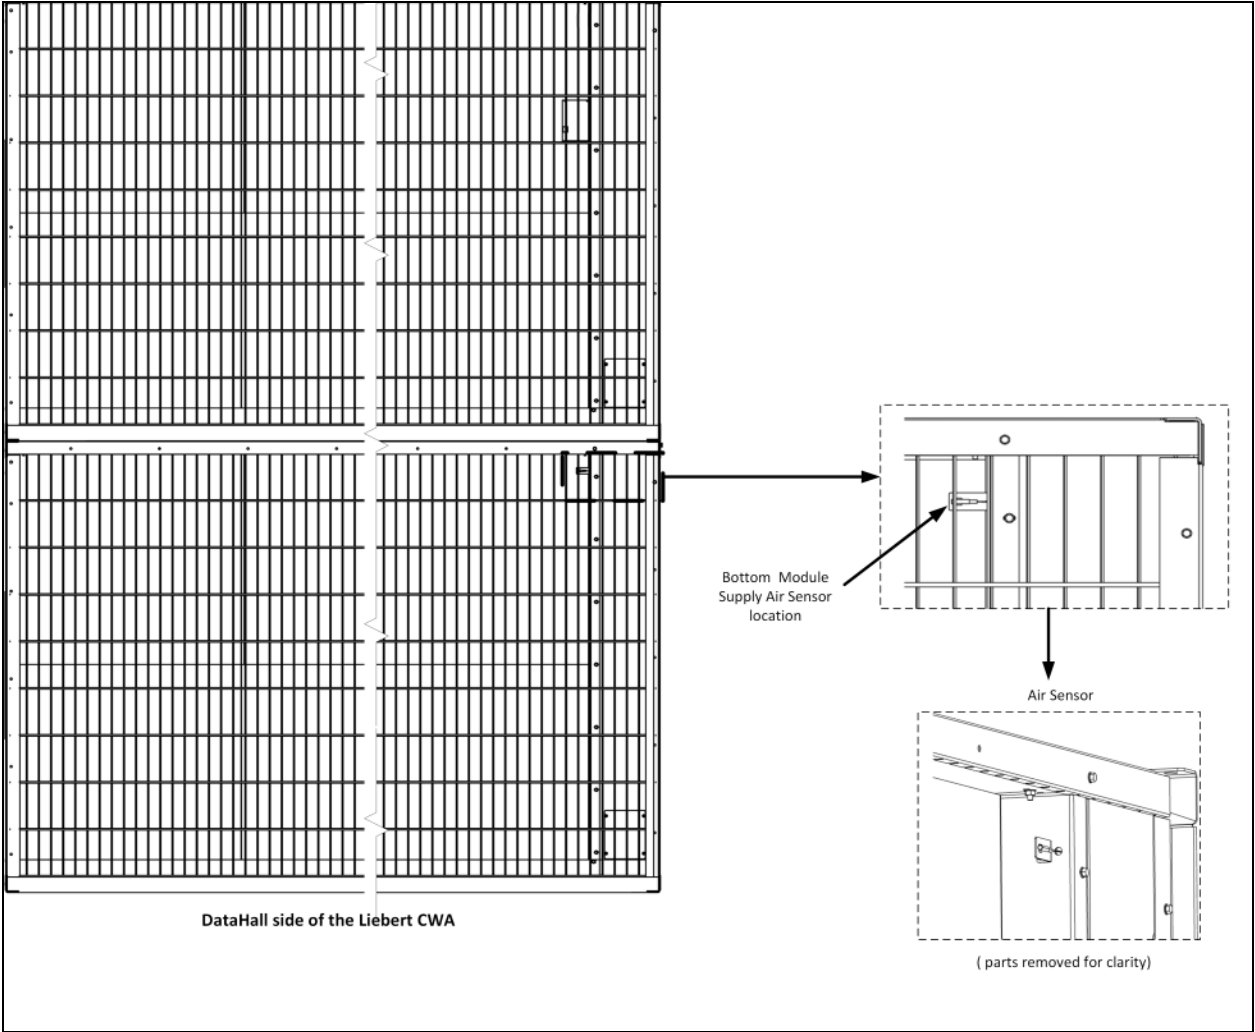 Bottom  Module
Supply Air Sensor
location
Air Sensor
DataHall side of the Liebert CWA
( parts removed for clarity)